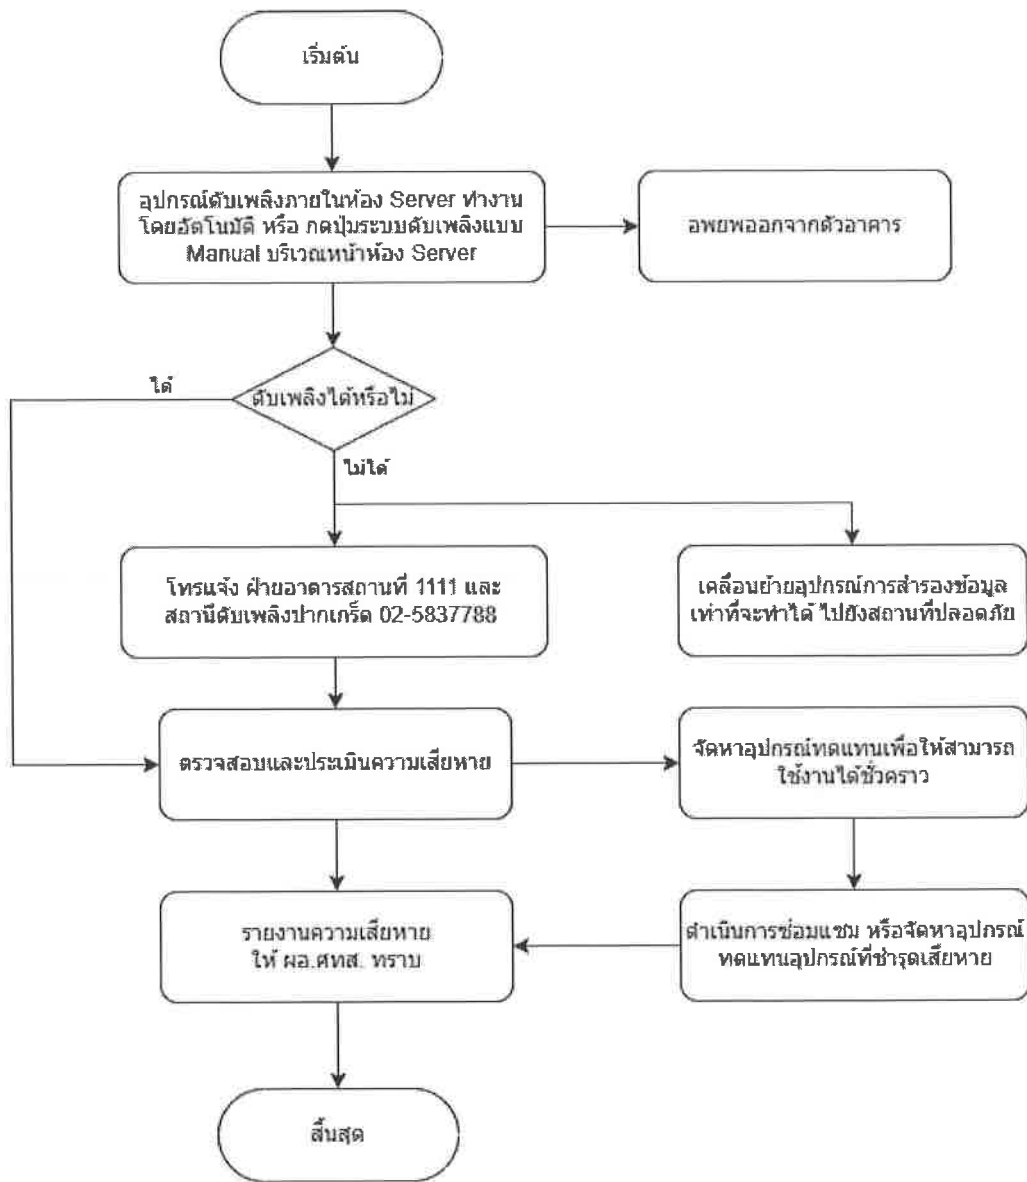 เริ่มต้น
อุปกรณ์ดับเพลิงภายในห้อง Server ทำงาน
โดยอัตโนมัติ หรือ กดปุ่มระบบดับเพลิงแบบ
Manual บริเวณหน้าห้อง Server
อพยพออกจากตัวอาคาร
ดับเพลิงได้หรือไม่
ได้
ไม่ได้
โทรแจ้ง ฝ่ายอาคารสถานที่ 1111 และ
สถานีดับเพลิงปากเกร็ด 02-5837788
เคลื่อนย้ายอุปกรณ์การสำรองข้อมูล
เท่าที่จะทำได้ ไปยังสถานที่ปลอดภัย
ตรวจสอบและประเมินความเสียหาย
จัดหาอุปกรณ์ทดแทนเพื่อให้สามารถ
ใช้งานได้ชั่วคราว
รายงานความเสียหาย
ให้ ผอ.ศทส. ทราบ
ดำเนินการซ่อมแซม หรือจัดหาอุปกรณ์
ทดแทนอุปกรณ์ที่ชำรุดเสียหาย
สิ้นสุด